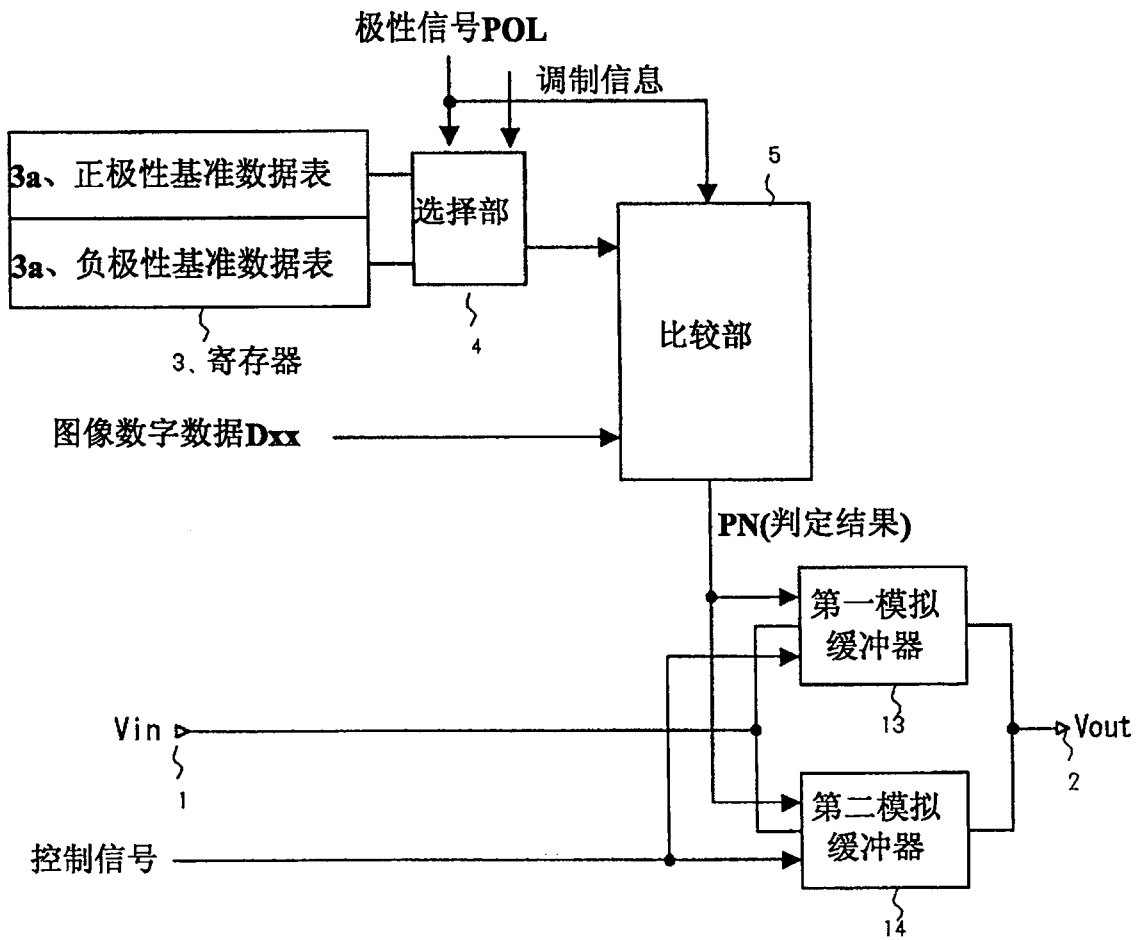 极性信号POL
调制信息
3a、正极性基准数据表
3a、负极性基准数据表
选择部
5
4
3、寄存器
比较部
图像数字数据Dxx
PN(判定结果)
第一模拟
缓冲器
13
Vin
1
Vout
2
第二模拟
缓冲器
控制信号
14